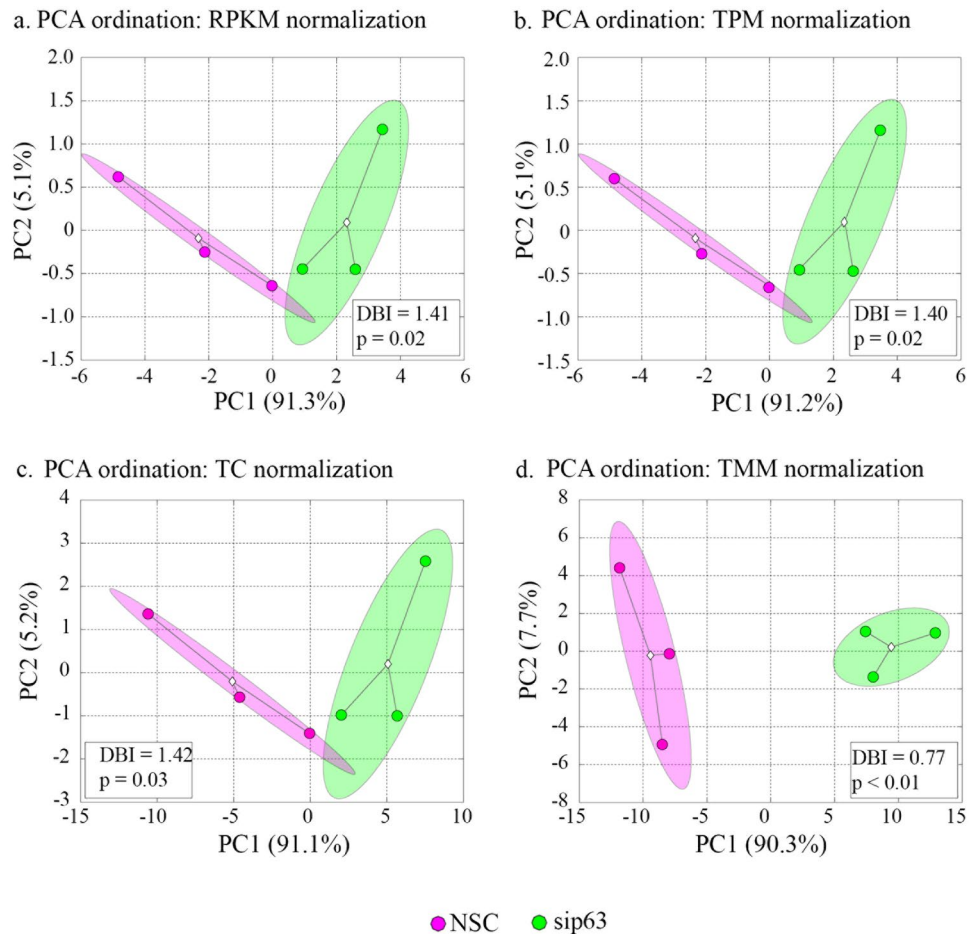 a. PCA ordination: RPKM normalization
2.0
1.5
1.0
0.5
0
-0.5
-1.0
-1.5
PC2 (5.1%)
DBI = 1.41
p = 0.02
-6 -4 -2 0 2 4 6
PC1 (91.3%)
b. PCA ordination: TPM normalization
2.0
1.5
1.0
0.5
0
-0.5
-1.0
-1.5
PC2 (5.1%)
DBI = 1.40
p = 0.02
-6 -4 -2 0 2 4 6
PC1 (91.2%)
c. PCA ordination: TC normalization
4
3
2
1
0
-1
-2
-3
PC2 (5.2%)
DBI = 1.42
p = 0.03
-15 -10 -5 0 5 10
PC1 (91.1%)
d. PCA ordination: TMM normalization
8
6
4
2
0
-2
-4
-6
-8
PC2 (7.7%)
DBI = 0.77
p < 0.01
-15 -10 -5 0 5 10 15
PC1 (90.3%)
NSC sip63